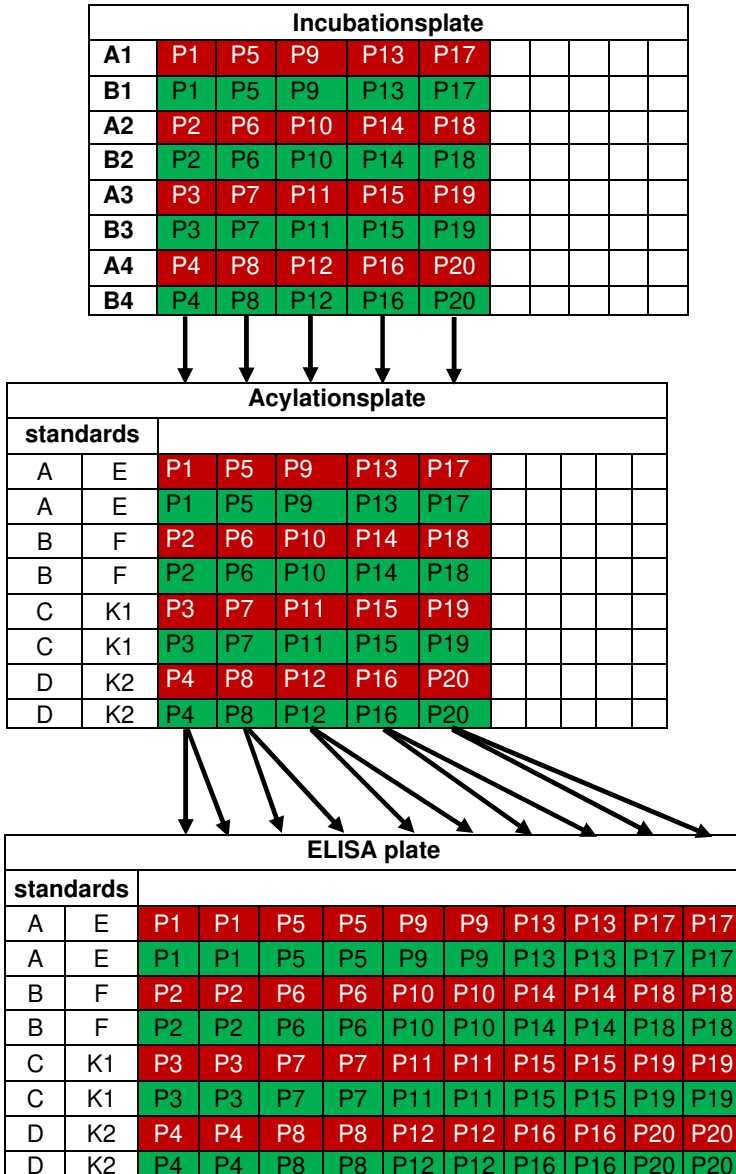 Incubationsplate
A1 P1 P5 P9 P13 P17
B1 P1 P5 P9 P13 P17
A2 P2 P6 P10 P14 P18
B2 P2 P6 P10 P14 P18
A3 P3 P7 P11 P15 P19
B3 P3 P7 P11 P15 P19
A4 P4 P8 P12 P16 P20
B4 P4 P8 P12 P16 P20
Acylationsplate
standards
A E P1 P5 P9 P13 P17
A E P1 P5 P9 P13 P17
B F P2 P6 P10 P14 P18
B F P2 P6 P10 P14 P18
C K1 P3 P7 P11 P15 P19
C K1 P3 P7 P11 P15 P19
D K2 P4 P8 P12 P16 P20
D K2 P4 P8 P12 P16 P20
ELISA plate
standards
A E P1 P1 P5 P5 P9 P9 P13 P13 P17 P17
A E P1 P1 P5 P5 P9 P9 P13 P13 P17 P17
B F P2 P2 P6 P6 P10 P10 P14 P14 P18 P18
B F P2 P2 P6 P6 P10 P10 P14 P14 P18 P18
C K1 P3 P3 P7 P7 P11 P11 P15 P15 P19 P19
C K1 P3 P3 P7 P7 P11 P11 P15 P15 P19 P19
D K2 P4 P4 P8 P8 P12 P12 P16 P16 P20 P20
D K2 P4 P4 P8 P8 P12 P12 P16 P16 P20 P20